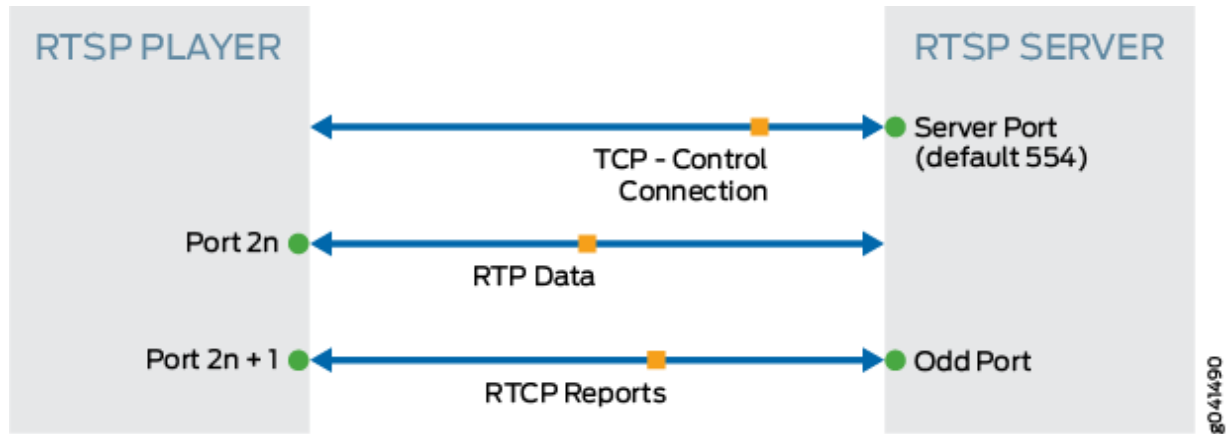 RTSP PLAYER
RTSP SERVER
Server Port
(default 554)
TCP - Control
Connection
Port 2n
RTP Data
Port 2n + 1
Odd Port
RTCP Reports
g041490